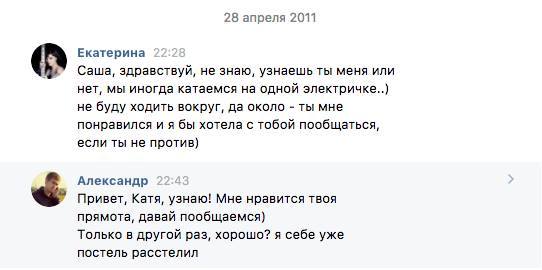 28 апреля 2011
Екатерина 22:28
Саша, здравствуй, не знаю, узнаешь ты меня или
нет, мы иногда катаемся на одной электричке..)
не буду ходить вокруг, да около - ты мне
понравился и я бы хотела с тобой пообщаться,
если ты не против)
Александр 22:43
Привет, Катя, узнаю! Мне нравится твоя
прямота, давай пообщаемся)
Только в другой раз, хорошо? я себе уже
постель расстелил